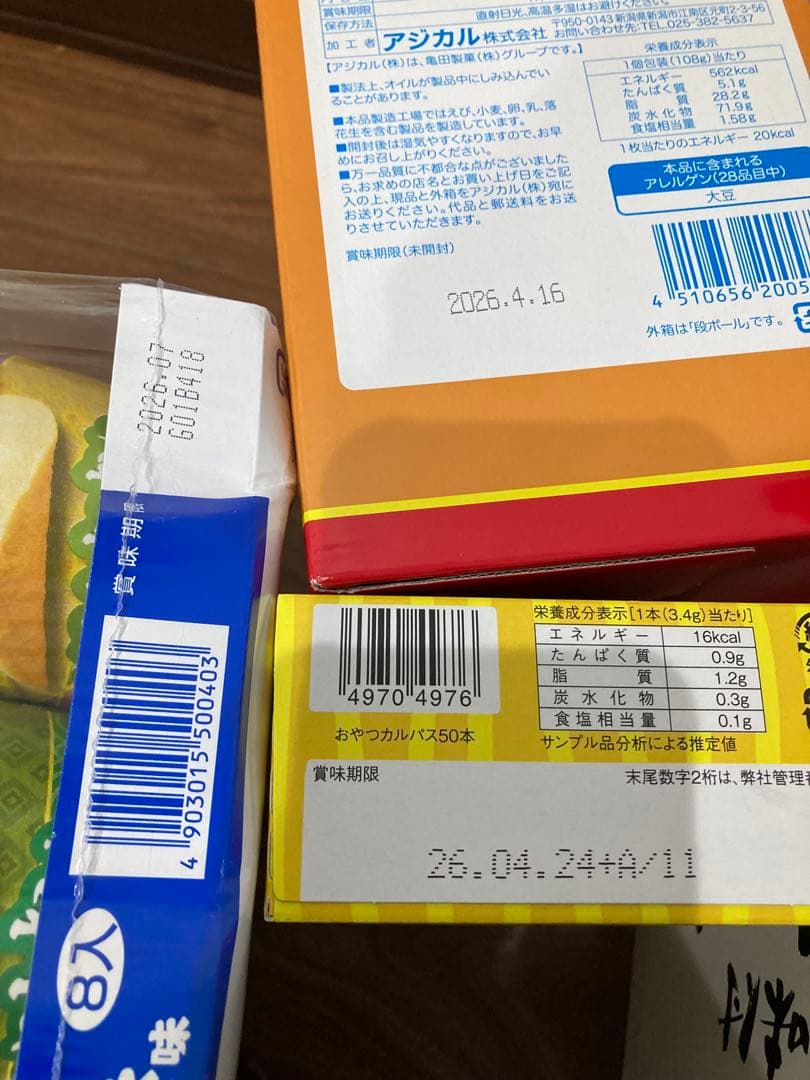 賞味期限
直射日光、高温多湿はお避けください。
保存方法
〒950-0143 新潟県新潟市江南区元町2-3-56
加工者
アジカル株式会社 お問い合わせ先:TEL.025-382-5637
【アジカル(株)は、亀田製菓(株)グループです。】
■製法上、オイルが製品中にしみ込んでい
ることがあります。
■本品製造工場ではえび、小麦、卵、乳、落
花生を含む製品を製造しています。
■開封後は湿気やすくなりますので、お早
めにお召し上がりください。
■万一品質に不都合な点がございました
ら、お求めの店名とお買い上げ日をご記
入の上、現品と外箱をアジカル(株)宛に
お送りください。代品と郵送料をお送
りさせていただきます。
賞味期限(未開封)
2026.4.16
栄養成分表示
1個包装(108g)当たり
エネルギー 562kcal
たんぱく質 5.1g
脂質 28.2g
炭水化物 71.9g
食塩相当量 1.58g
1枚当たりのエネルギー 20kcal
本品に含まれる
アレルゲン(28品目中)
大豆
4 510656 2005
外箱は「段ボール」です。
2026.07
G01B418
賞味期限
4 903015 500403
8入
味
4970 4976
おやつカルパス50本
栄養成分表示[1本(3.4g)当たり]
エネルギー 16kcal
たんぱく質 0.9g
脂質 1.2g
炭水化物 0.3g
食塩相当量 0.1g
サンプル品分析による推定値
賞味期限
末尾数字2桁は、弊社管理
26.04.24+A/11